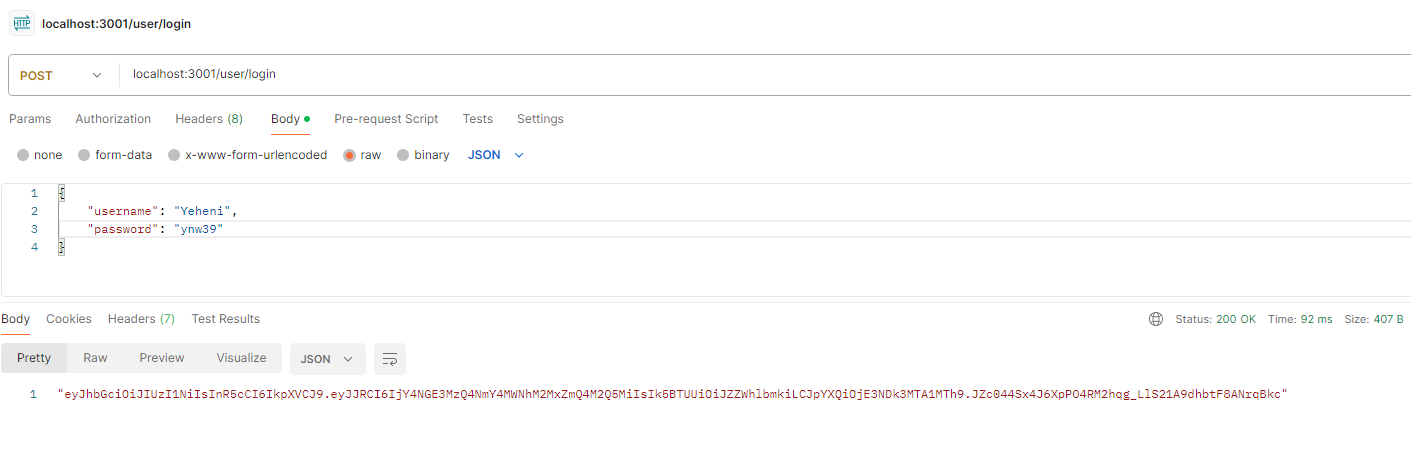 HTTP localhost:3001/user/login
POST localhost:3001/user/login
Params Authorization Headers (8) Body Pre-request Script Tests Settings
none form-data x-www-form-urlencoded raw binary JSON
1 {
2 "username": "Yeheni",
3 "password": "ynw39"
4 }
Body Cookies Headers (7) Test Results Status: 200 OK Time: 92 ms Size: 407 B
Pretty Raw Preview Visualize JSON
1 "eyJhbGciOiJIUzI1NiIsInR5cCI6IkpXVCJ9.eyJJRCI6IjY4NGE3MzQ4NmY4MWNhM2MxZmQ4M2Q5MiIsIk5BTUUiOiJZZWhlbmkiLCJpYXQiOjE3NDk3MTA1MTh9.JZc044Sx4J6XpPO4RM2hqg_LlS21A9dhbtF8ANrqBkc"